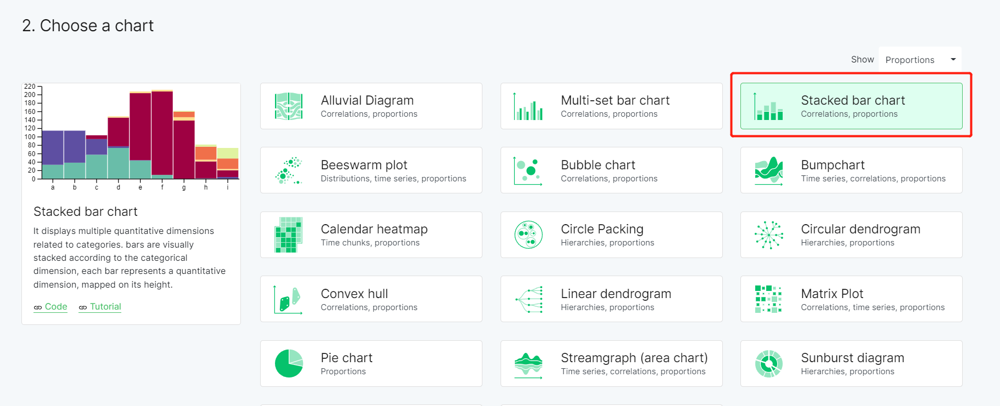 2. Choose a chart
Show
Proportions
220
200
180
160
140
120
100
80
60
40
20
0
a b c d e f g h i
Stacked bar chart
It displays multiple quantitative dimensions
related to categories. bars are visually
stacked according to the categorical
dimension, each bar represents a quantitative
dimension, mapped on its height.
Code
Tutorial
Alluvial Diagram
Correlations, proportions
Multi-set bar chart
Correlations, proportions
Stacked bar chart
Correlations, proportions
Beeswarm plot
Distributions, time series, proportions
Bubble chart
Correlations, proportions
Bumpchart
Time series, correlations, proportions
Calendar heatmap
Time chunks, proportions
Circle Packing
Hierarchies, proportions
Circular dendrogram
Hierarchies, proportions
Convex hull
Correlations, proportions
Linear dendrogram
Hierarchies, proportions
Matrix Plot
Correlations, time series, proportions
Pie chart
Proportions
Streamgraph (area chart)
Time series, correlations, proportions
Sunburst diagram
Hierarchies, proportions